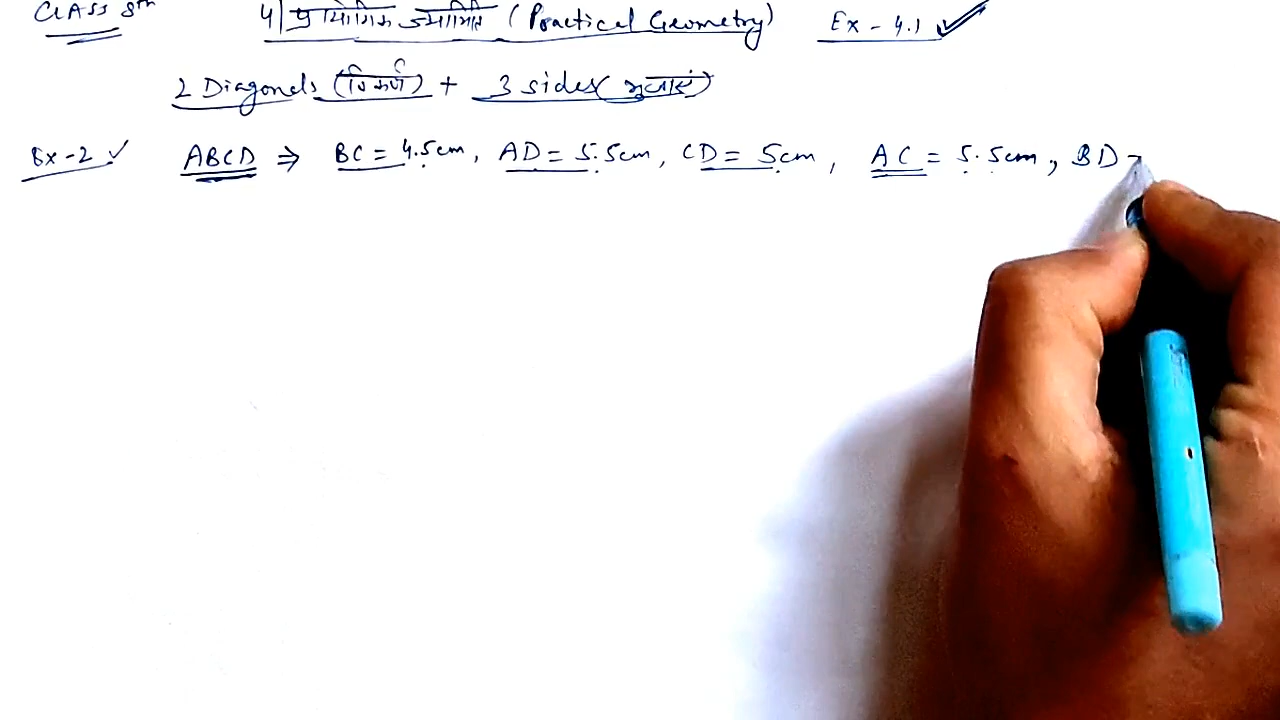 CLASS 8th 4| प्रायोगिक ज्यामिति (Practical Geometry) Ex - 4.1
2 Diagonals (विकर्ण) + 3 sides (भुजाएं)
Ex-2 ABCD ⇒ BC = 4.5cm, AD = 5.5cm, CD = 5cm, AC = 5.5cm, BD -